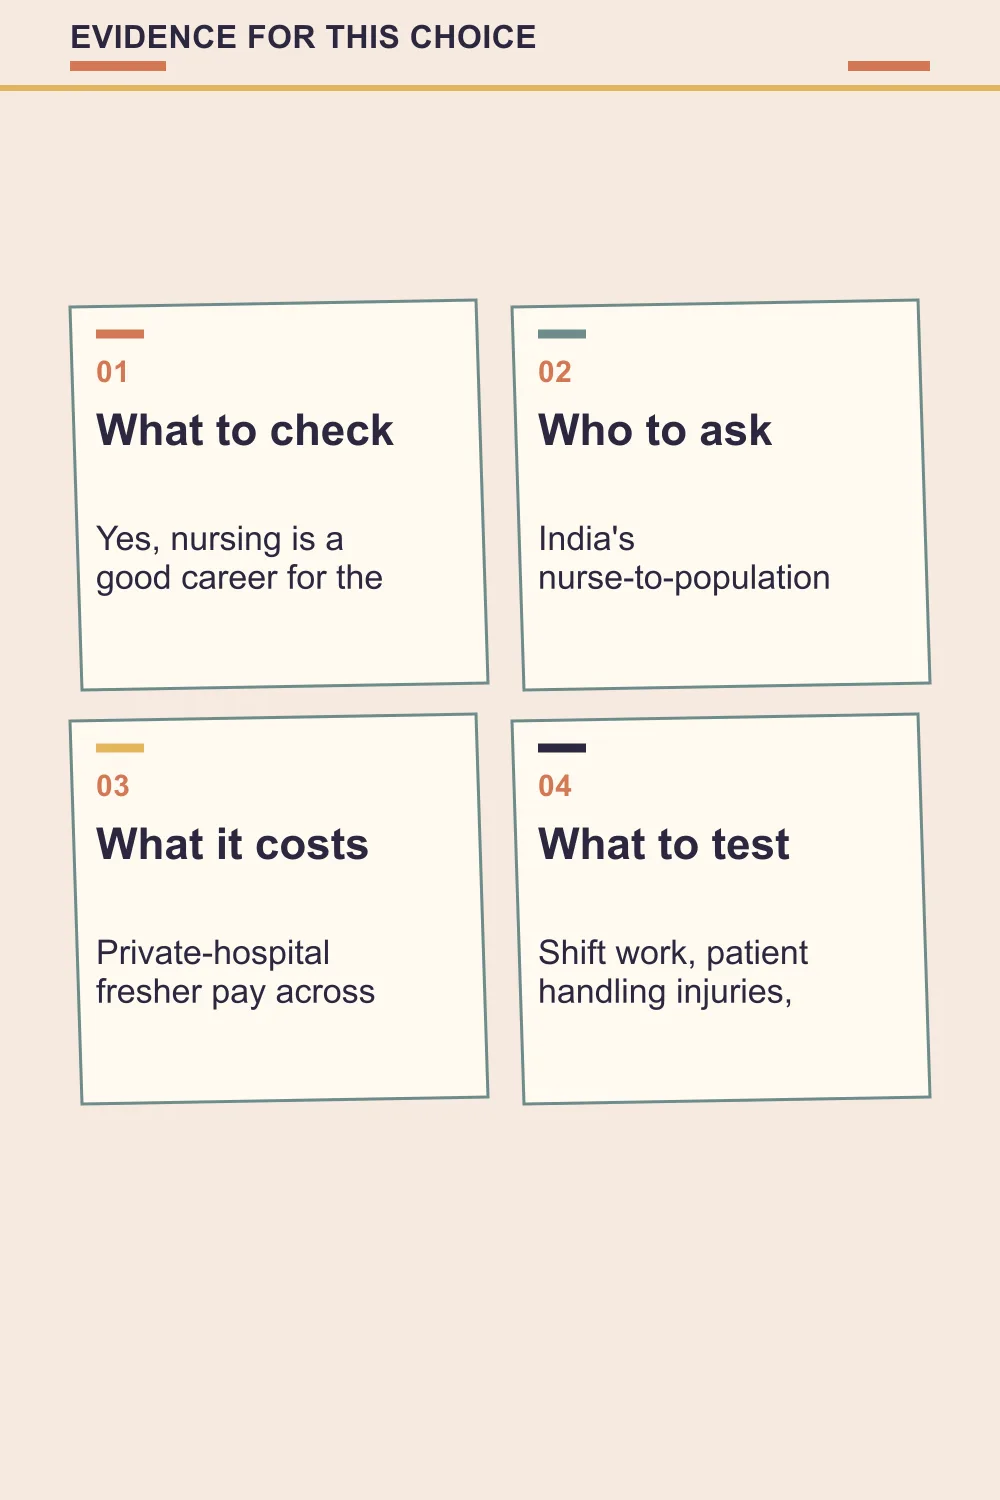 EVIDENCE FOR THIS CHOICE
01
What to check
Yes, nursing is a
good career for the
02
Who to ask
India's
nurse-to-population
03
What it costs
Private-hospital
fresher pay across
04
What to test
Shift work, patient
handling injuries,